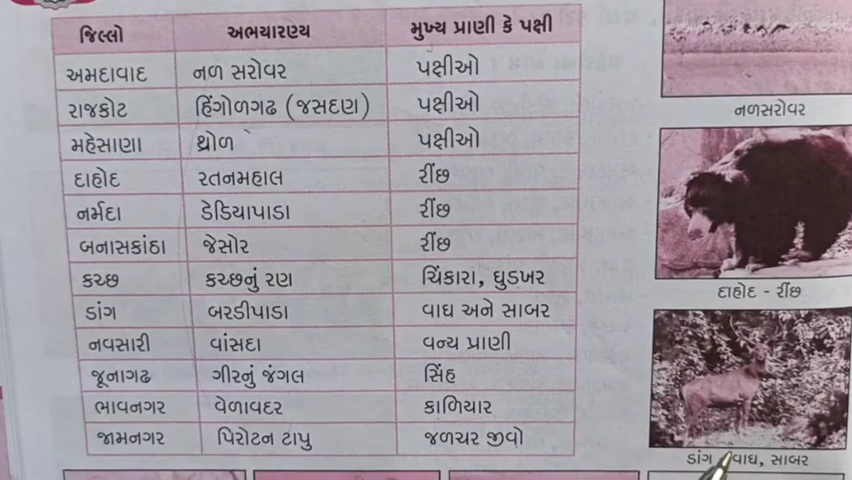 જિલ્લો અભયારણ્ય મુખ્ય પ્રાણી કે પક્ષી
અમદાવાદ નળ સરોવર પક્ષીઓ
રાજકોટ હિંગોળગઢ (જસદણ) પક્ષીઓ
મહેસાણા થ્રોળ પક્ષીઓ
દાહોદ રતનમહાલ રીંછ
નર્મદા ડેડિયાપાડા રીંછ
બનાસકાંઠા જેસોર રીંછ
કચ્છ કચ્છનું રણ ચિંકારા, ઘુડખર
ડાંગ બરડીપાડા વાઘ અને સાબર
નવસારી વાંસદા વન્ય પ્રાણી
જૂનાગઢ ગીરનું જંગલ સિંહ
ભાવનગર વેળાવદર કાળિયાર
જામનગર પિરોટન ટાપુ જળચર જીવો
નળસરોવર
દાહોદ - રીંછ
ડાંગ વાઘ, સાબર